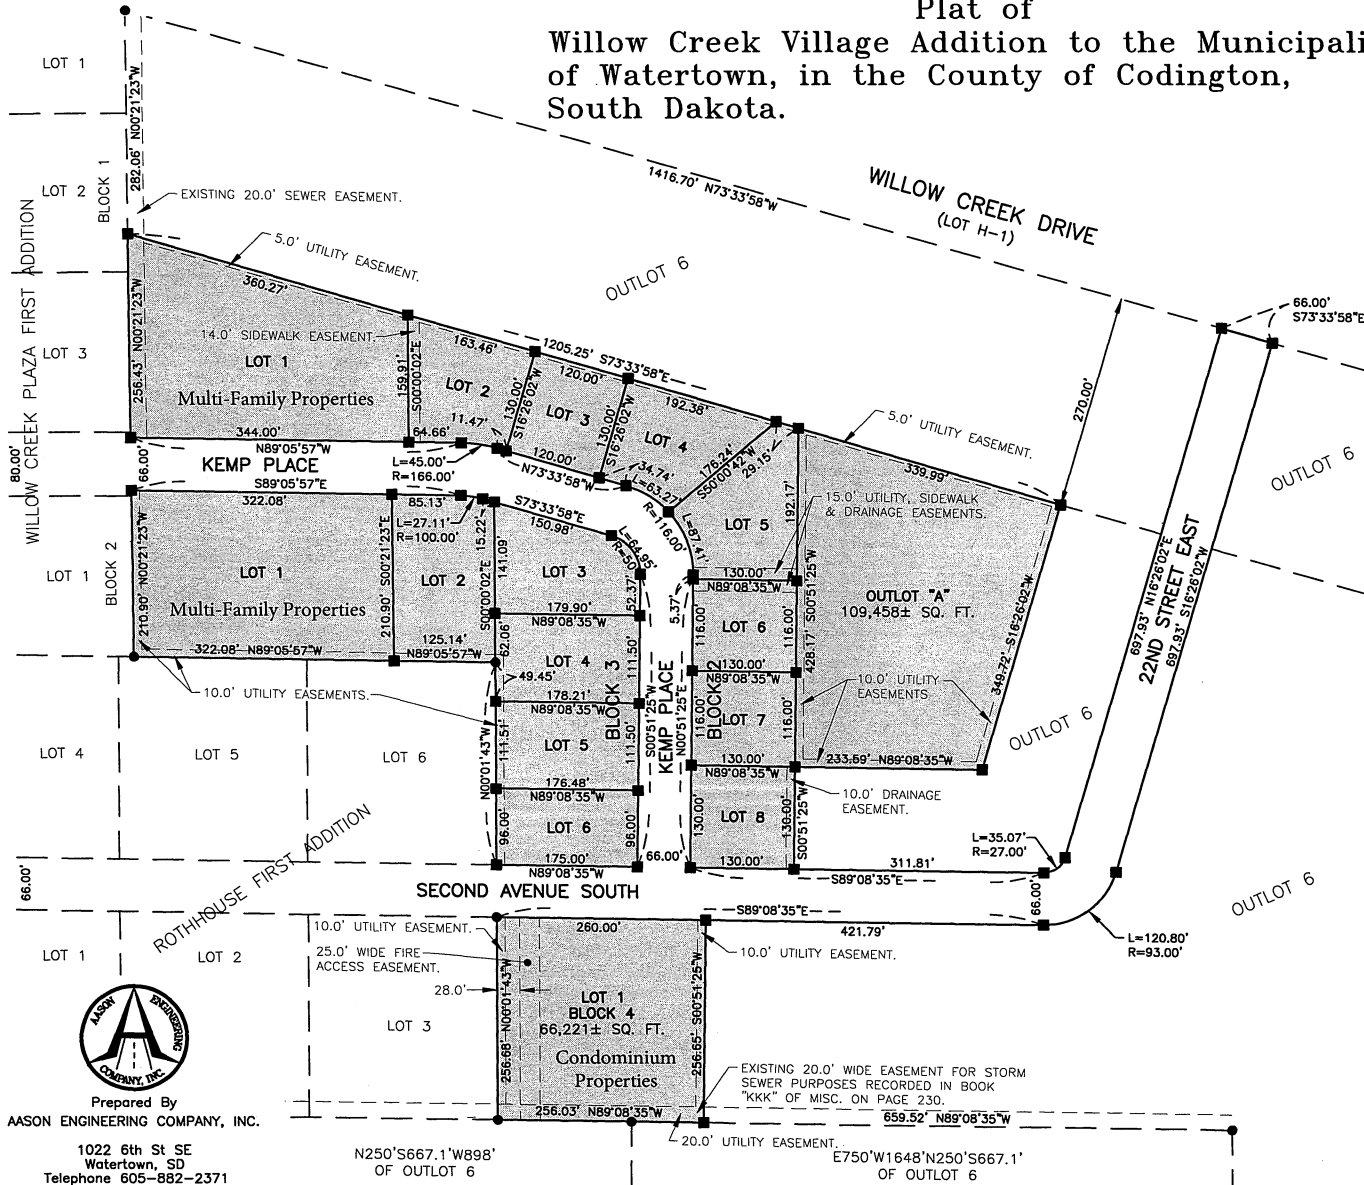 Plat of
Willow Creek Village Addition to the Municipali
of Watertown, in the County of Codington,
South Dakota.
LOT 1
LOT 2
LOT 3
BLOCK 1
WILLOW CREEK PLAZA FIRST ADDITION
282.06' N00°21'23"W
EXISTING 20.0' SEWER EASEMENT.
1416.70' N73°33'58"W
WILLOW CREEK DRIVE
(LOT H-1)
OUTLOT 6
66.00'
S73°33'58"E
270.00'
5.0' UTILITY EASEMENT.
360.27'
14.0' SIDEWALK EASEMENT.
LOT 1
Multi-Family Properties
256.43' N00°21'23"W
159.91'
S00°00'02"E
344.00'
N89°05'57"W
163.46'
LOT 2
11.47'
64.66'
130.00'
S16°26'02"W
1205.25' S73°33'58"E
120.00'
LOT 3
130.00'
S16°26'02"W
120.00'
N73°33'58"W
192.38'
LOT 4
34.74'
L=63.27'
R=116.00'
176.24'
S50°00'42"W
29.15'
5.0' UTILITY EASEMENT.
339.99'
OUTLOT 6
80.00'
66.00'
KEMP PLACE
S89°05'57"E
322.08'
L=45.00'
R=166.00'
85.13'
L=27.11'
R=100.00'
15.22'
S73°33'58"E
150.98'
L=64.95'
R=50
L=87.41'
LOT 5
192.17'
15.0' UTILITY, SIDEWALK
& DRAINAGE EASEMENTS.
130.00'
N89°08'35"W
LOT 1
BLOCK 2
210.90' N00°21'23"W
LOT 1
Multi-Family Properties
210.90' S00°21'23"E
LOT 2
322.08' N89°05'57"W
125.14'
N89°05'57"W
S00°00'02"E 141.09'
62.06'
LOT 3
52.37'
179.90'
N89°08'35"W
LOT 4
111.50'
49.45'
178.21'
N89°08'35"W
BLOCK 3
LOT 5
111.51'
111.50'
N00°01'43"W
176.48'
N89°08'35"W
LOT 6
96.00'
96.00'
175.00'
N89°08'35"W
S00°51'25"W
KEMP PLACE
N00°51'25"E
5.37'
66.00'
BLOCK 2
LOT 6
116.00'
116.00'
130.00'
N89°08'35"W
LOT 7
116.00'
116.00'
130.00'
N89°08'35"W
LOT 8
130.00'
130.00'
130.00'
S00°51'25"W
428.17' S00°51'25"W
OUTLOT "A"
109,458± SQ. FT.
349.72' S16°26'02"W
10.0' UTILITY
EASEMENTS
233.59' N89°08'35"W
10.0' DRAINAGE
EASEMENT.
OUTLOT 6
697.93' N16°26'02"E
22ND STREET EAST
697.93' S16°26'02"W
10.0' UTILITY EASEMENTS.
LOT 4
LOT 5
LOT 6
ROTHHOUSE FIRST ADDITION
66.00'
SECOND AVENUE SOUTH
311.81'
S89°08'35"E
L=35.07'
R=27.00'
66.00'
S89°08'35"E
421.79'
L=120.80'
R=93.00'
OUTLOT 6
LOT 1
LOT 2
LOT 3
10.0' UTILITY EASEMENT.
25.0' WIDE FIRE
ACCESS EASEMENT.
28.0'
260.00'
10.0' UTILITY EASEMENT.
256.68' N00°01'43"W
LOT 1
BLOCK 4
66,221± SQ. FT.
Condominium
Properties
256.65' S00°51'25"W
256.03' N89°08'35"W
EXISTING 20.0' WIDE EASEMENT FOR STORM
SEWER PURPOSES RECORDED IN BOOK
"KKK" OF MISC. ON PAGE 230.
659.52' N89°08'35"W
20.0' UTILITY EASEMENT.
N250'S667.1'W898'
OF OUTLOT 6
E750'W1648'N250'S667.1'
OF OUTLOT 6
AASON ENGINEERING
COMPANY, INC.
Prepared By
AASON ENGINEERING COMPANY, INC.
1022 6th St SE
Watertown, SD
Telephone 605-882-2371